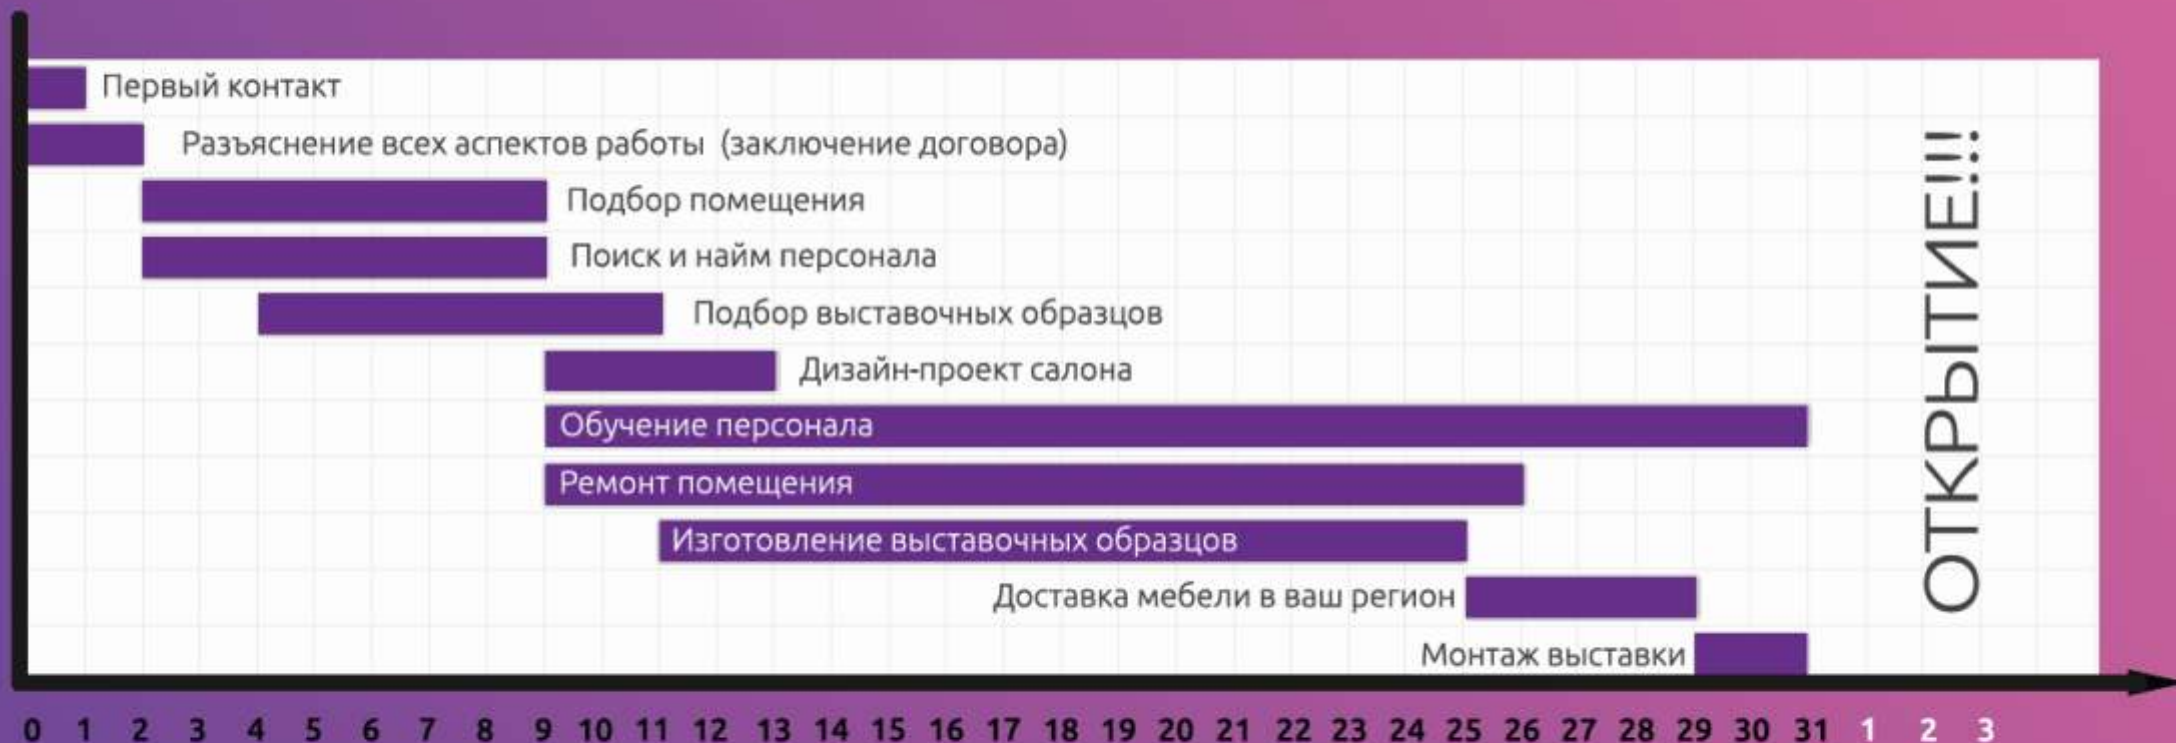 Первый контакт
Разъяснение всех аспектов работы (заключение договора)
Подбор помещения
Поиск и найм персонала
Подбор выставочных образцов
Дизайн-проект салона
Обучение персонала
Ремонт помещения
Изготовление выставочных образцов
Доставка мебели в ваш регион
Монтаж выставки
ОТКРЫТИЕ!!!
0 1 2 3 4 5 6 7 8 9 10 11 12 13 14 15 16 17 18 19 20 21 22 23 24 25 26 27 28 29 30 31 1 2 3